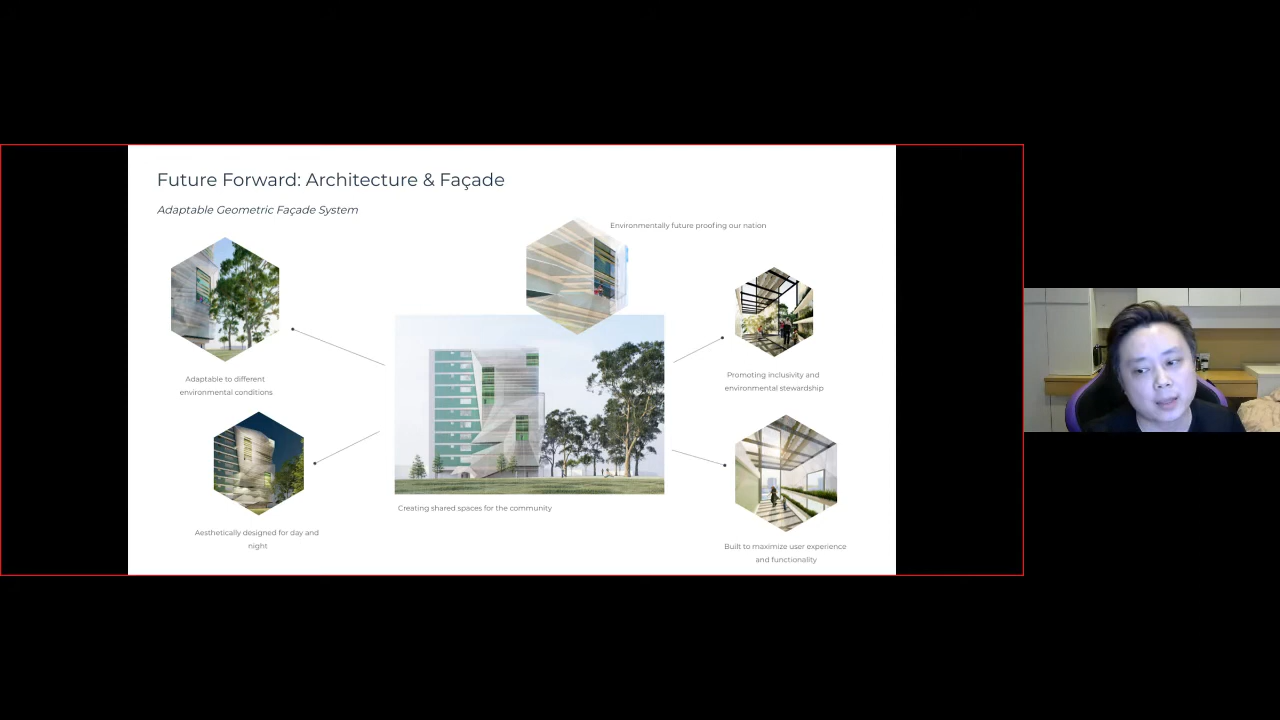 Future Forward: Architecture & Façade
Adaptable Geometric Façade System
Environmentally future proofing our nation
Adaptable to different
environmental conditions
Promoting inclusivity and
environmental stewardship
Creating shared spaces for the community
Aesthetically designed for day and
night
Built to maximize user experience
and functionality